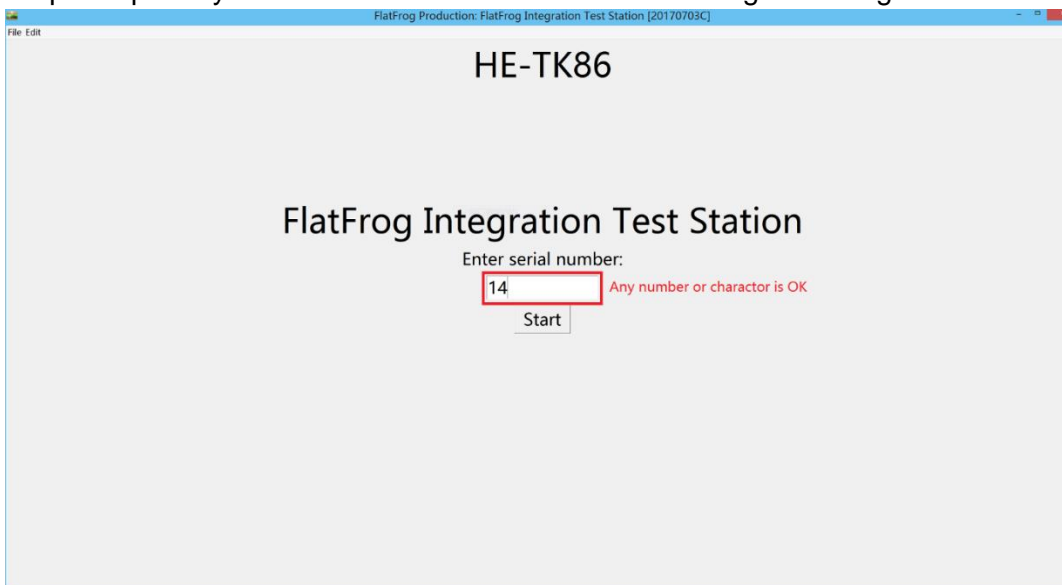 FlatFrog Production: FlatFrog Integration Test Station [20170703C]
File Edit
HE-TK86
FlatFrog Integration Test Station
Enter serial number:
14 Any number or charactor is OK
Start